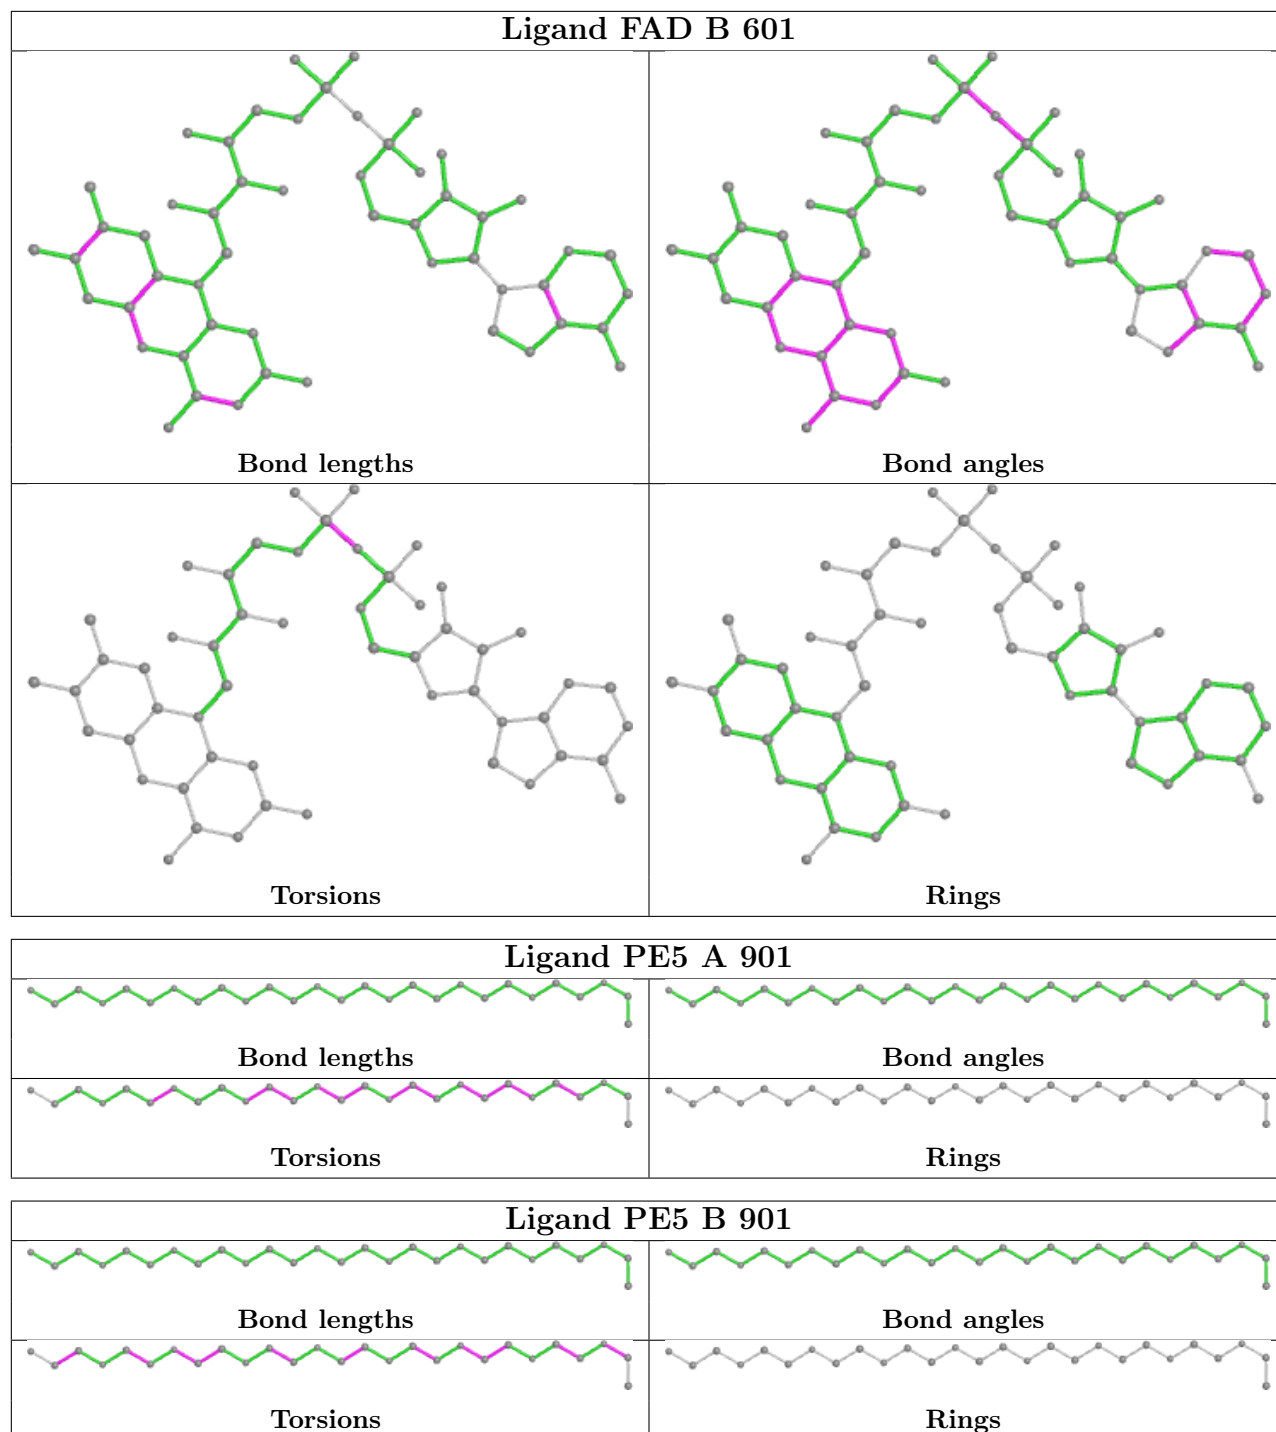 Ligand FAD B 601
Bond lengths
Bond angles
Torsions
Rings
Ligand PE5 A 901
Bond lengths
Bond angles
Torsions
Rings
Ligand PE5 B 901
Bond lengths
Bond angles
Torsions
Rings